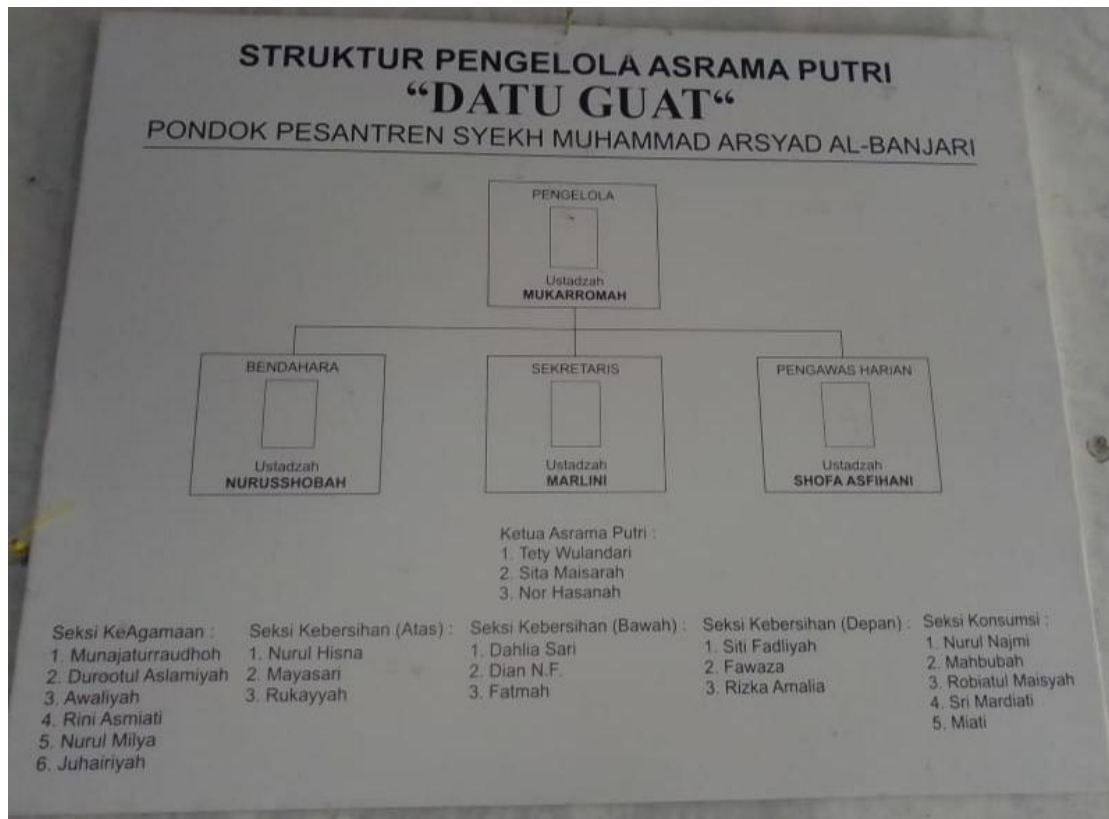 STRUKTUR PENGELOLA ASRAMA PUTRI
“DATU GUAT“
PONDOK PESANTREN SYEKH MUHAMMAD ARSYAD AL-BANJARI
PENGELOLA
Ustadzah
MUKARROMAH
BENDAHARA
Ustadzah
NURUSSHOBAH
SEKRETARIS
Ustadzah
MARLINI
PENGAWAS HARIAN
Ustadzah
SHOFA ASFIHANI
Ketua Asrama Putri :
1. Tety Wulandari
2. Sita Maisarah
3. Nor Hasanah
Seksi KeAgamaan :
1. Munajaturraudhoh
2. Durootul Aslamiyah
3. Awaliyah
4. Rini Asmiati
5. Nurul Milya
6. Juhairiyah
Seksi Kebersihan (Atas) :
1. Nurul Hisna
2. Mayasari
3. Rukayyah
Seksi Kebersihan (Bawah) :
1. Dahlia Sari
2. Dian N.F.
3. Fatmah
Seksi Kebersihan (Depan) :
1. Siti Fadliyah
2. Fawaza
3. Rizka Amalia
Seksi Konsumsi :
1. Nurul Najmi
2. Mahbubah
3. Robiatul Maisyah
4. Sri Mardiati
5. Miati